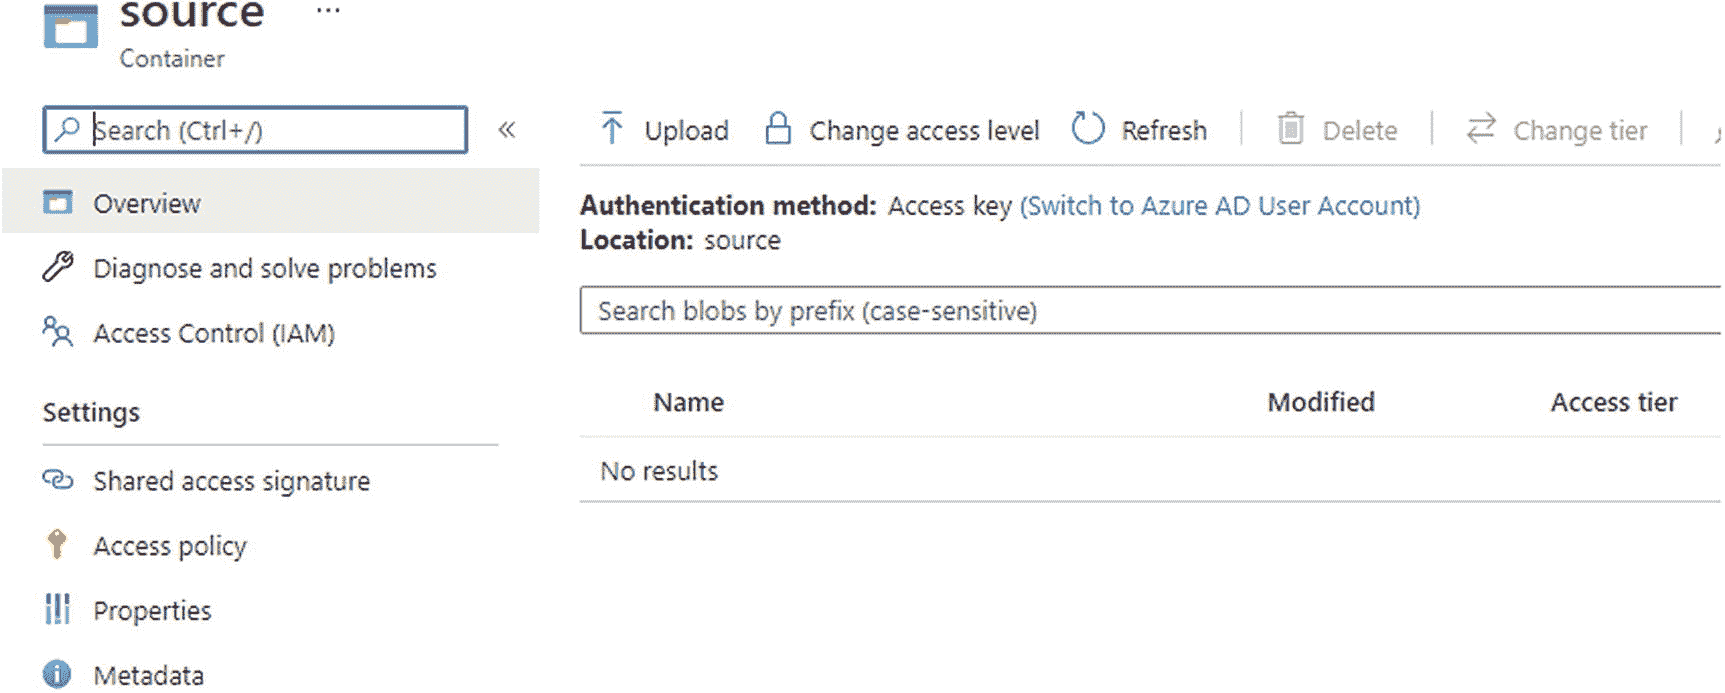 source ...
Container
Search (Ctrl+/)
«
Overview
Diagnose and solve problems
Access Control (IAM)
Settings
Shared access signature
Access policy
Properties
Metadata
Upload Change access level Refresh Delete Change tier
Authentication method: Access key (Switch to Azure AD User Account)
Location: source
Search blobs by prefix (case-sensitive)
Name Modified Access tier
No results